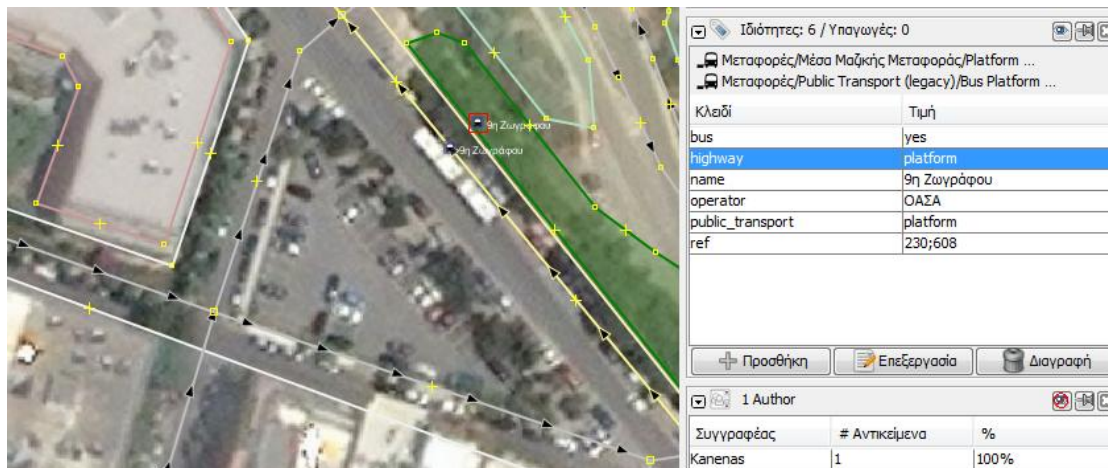 9η Ζωγράφου
9η Ζωγράφου
Ιδιότητες: 6 / Υπαγωγές: 0
Μεταφορές/Μέσα Μαζικής Μεταφοράς/Platform ...
Μεταφορές/Public Transport (legacy)/Bus Platform ...
Κλειδί Τιμή
bus yes
highway platform
name 9η Ζωγράφου
operator ΟΑΣΑ
public_transport platform
ref 230;608
Προσθήκη Επεξεργασία Διαγραφή
1 Author
Συγγραφέας # Αντικείμενα %
Kanenas 1 100%